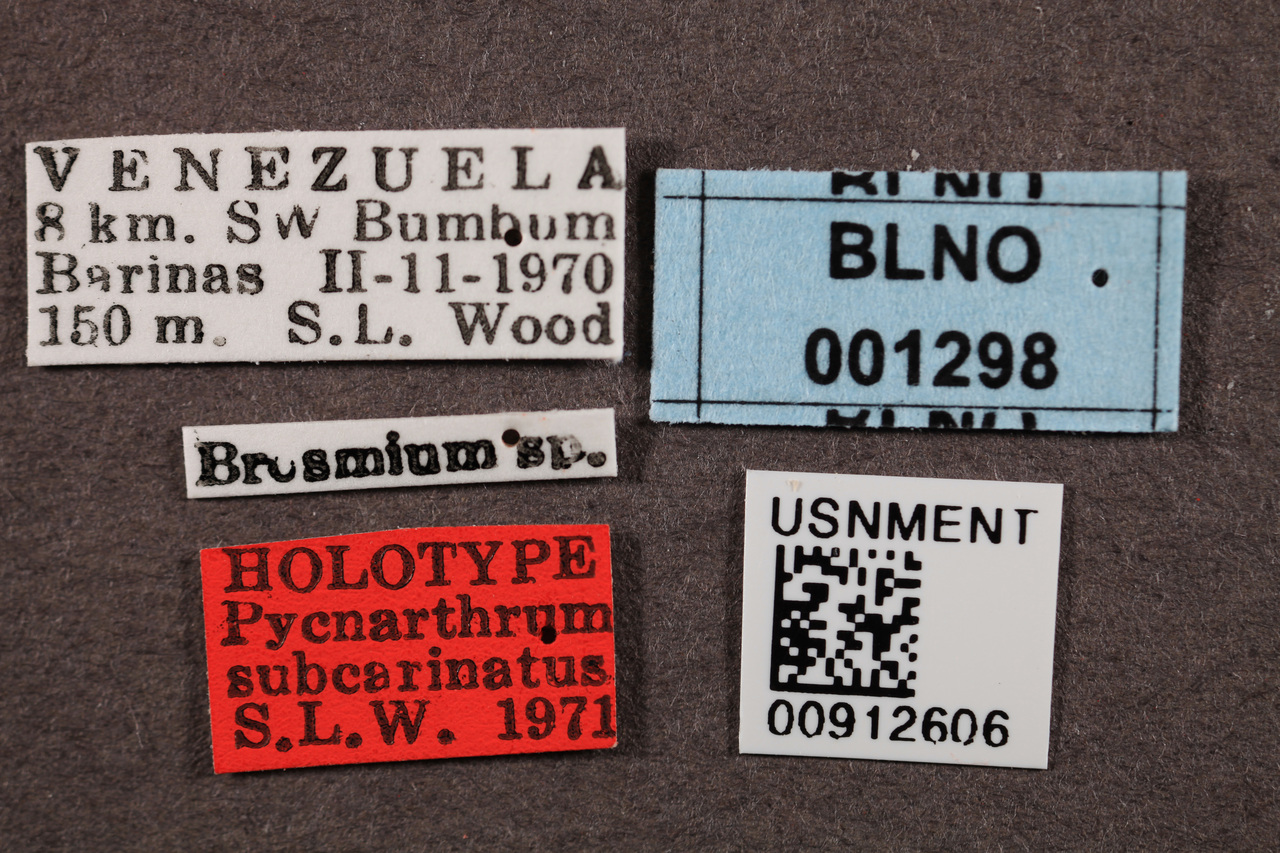 VENEZUELA
8 km. SW Bumbum
Barinas II-11-1970
150 m. S.L. Wood
BLNO
001298
Brosmium sp.
HOLOTYPE
Pycnarthrum
subcarinatus
S.L.W. 1971
USNMENT
00912606